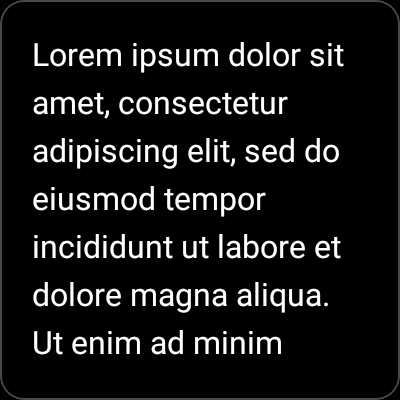 Lorem ipsum dolor sit
amet, consectetur
adipiscing elit, sed do
eiusmod tempor
incididunt ut labore et
dolore magna aliqua.
Ut enim ad minim